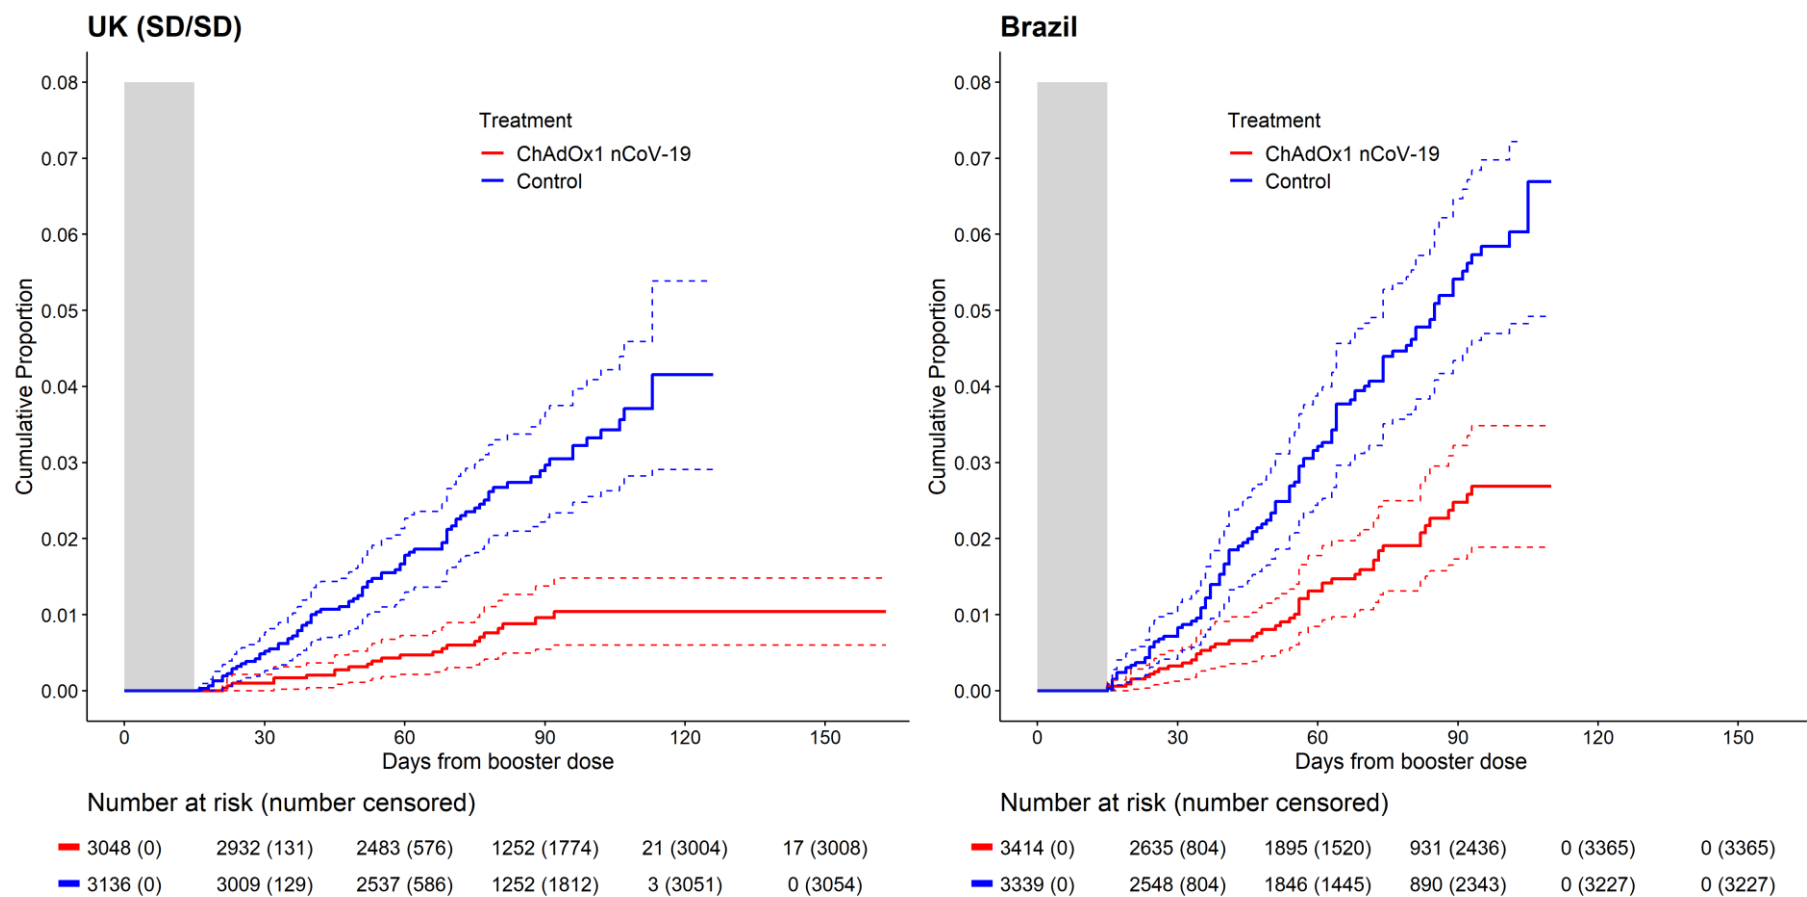 UK (SD/SD)
0.08
0.07
0.06
0.05
0.04
0.03
0.02
0.01
0.00
Cumulative Proportion
Treatment
ChAdOx1 nCoV-19
Control
0 30 60 90 120 150
Days from booster dose
Number at risk (number censored)
3048 (0) 2932 (131) 2483 (576) 1252 (1774) 21 (3004) 17 (3008)
3136 (0) 3009 (129) 2537 (586) 1252 (1812) 3 (3051) 0 (3054)
Brazil
0.08
0.07
0.06
0.05
0.04
0.03
0.02
0.01
0.00
Cumulative Proportion
Treatment
ChAdOx1 nCoV-19
Control
0 30 60 90 120 150
Days from booster dose
Number at risk (number censored)
3414 (0) 2635 (804) 1895 (1520) 931 (2436) 0 (3365) 0 (3365)
3339 (0) 2548 (804) 1846 (1445) 890 (2343) 0 (3227) 0 (3227)